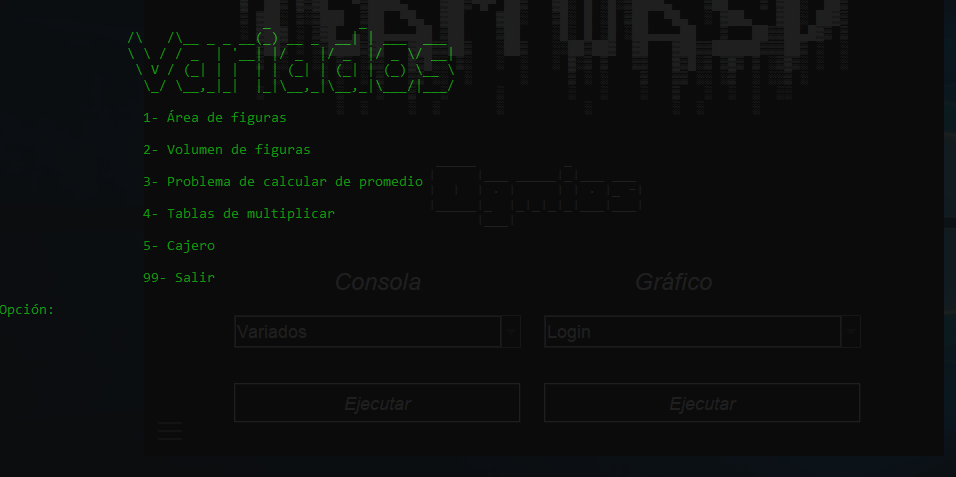 Variados
1- Área de figuras
2- Volumen de figuras
3- Problema de calcular de promedio
4- Tablas de multiplicar
5- Cajero
99- Salir
Opción:
Consola Gráfico
Variados Login
Ejecutar Ejecutar